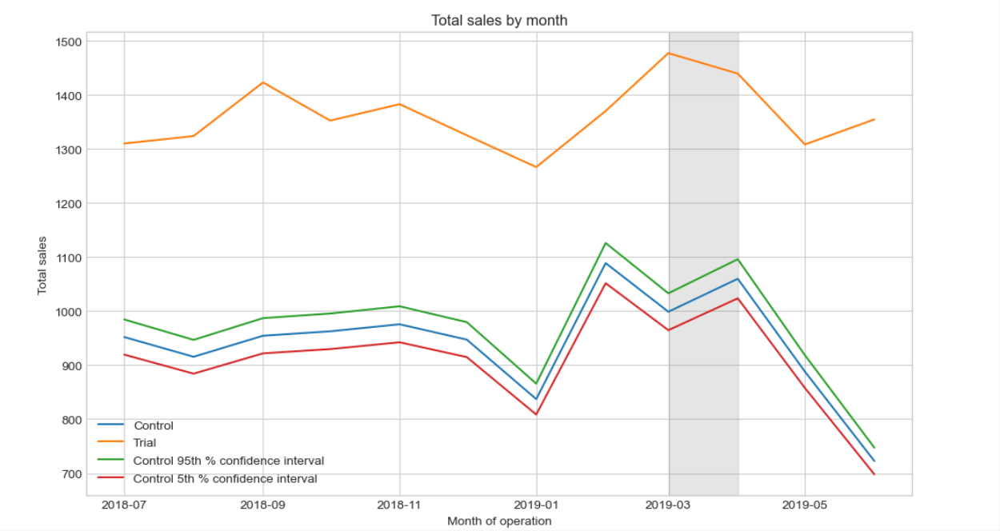 Total sales by month
1500
1400
1300
1200
1100
1000
900
800
700
Total sales
Control
Trial
Control 95th % confidence interval
Control 5th % confidence interval
2018-07 2018-09 2018-11 2019-01 2019-03 2019-05
Month of operation